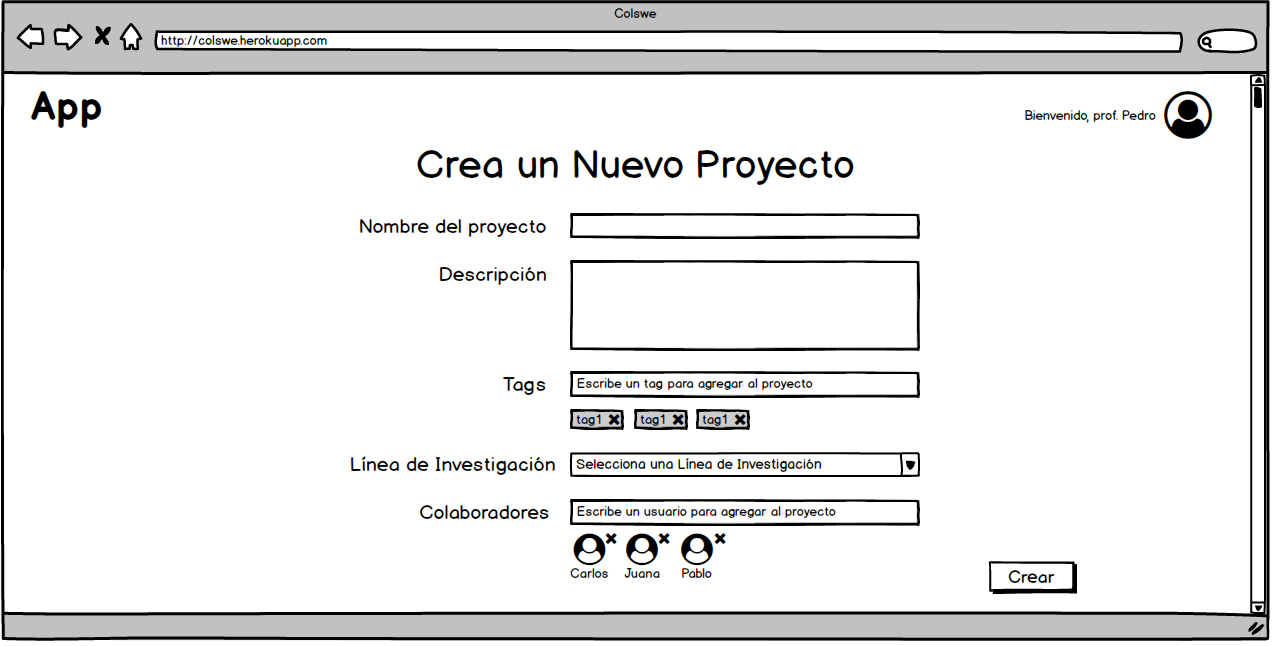 Colswe
http://colswe.herokuapp.com
App
Bienvenido, prof. Pedro
Crea un Nuevo Proyecto
Nombre del proyecto
Descripción
Tags
Escribe un tag para agregar al proyecto
tag1 tag1 tag1
Línea de Investigación
Selecciona una Línea de Investigación
Colaboradores
Escribe un usuario para agregar al proyecto
Carlos Juana Pablo
Crear